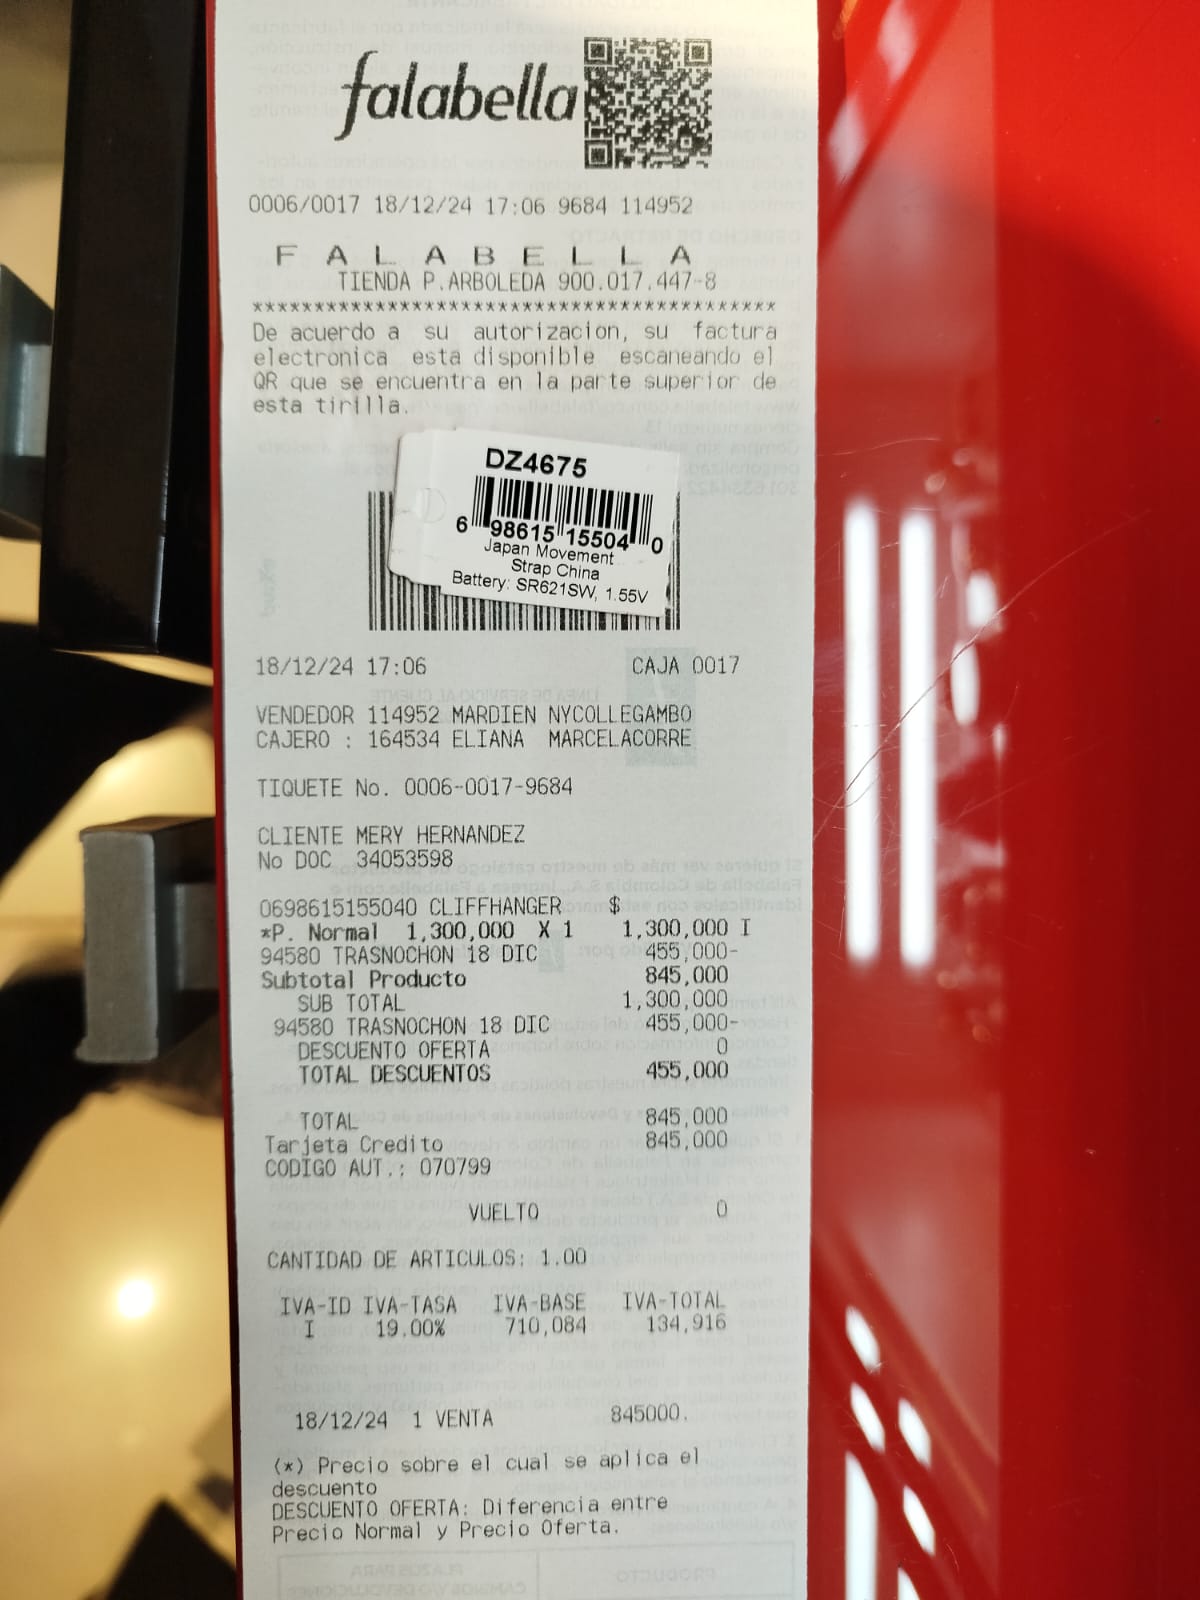 falabella
0006/0017 18/12/24 17:06 9684 114952
F A L A B E L L A
TIENDA P.ARBOLEDA 900.017.447-8
******************************************
De acuerdo a su autorizacion, su factura
electronica esta disponible escaneando el
QR que se encuentra en la parte superior de
esta tirilla.
DZ4675
6 98615 15504 0
Japan Movement
Strap China
Battery: SR621SW, 1.55V
18/12/24 17:06 CAJA 0017
VENDEDOR 114952 MARDIEN NYCOLLEGAMBO
CAJERO : 164534 ELIANA MARCELACORRE
TIQUETE No. 0006-0017-9684
CLIENTE MERY HERNANDEZ
No DOC 34053598
0698615155040 CLIFFHANGER $
*P. Normal 1,300,000 X 1 1,300,000 I
94580 TRASNOCHON 18 DIC 455,000-
Subtotal Producto 845,000
SUB TOTAL 1,300,000
94580 TRASNOCHON 18 DIC 455,000-
DESCUENTO OFERTA 0
TOTAL DESCUENTOS 455,000
TOTAL 845,000
Tarjeta Credito 845,000
CODIGO AUT.: 070799
VUELTO 0
CANTIDAD DE ARTICULOS: 1.00
IVA-ID IVA-TASA IVA-BASE IVA-TOTAL
I 19.00% 710,084 134,916
18/12/24 1 VENTA 845000.
(*) Precio sobre el cual se aplica el
descuento
DESCUENTO OFERTA: Diferencia entre
Precio Normal y Precio Oferta.